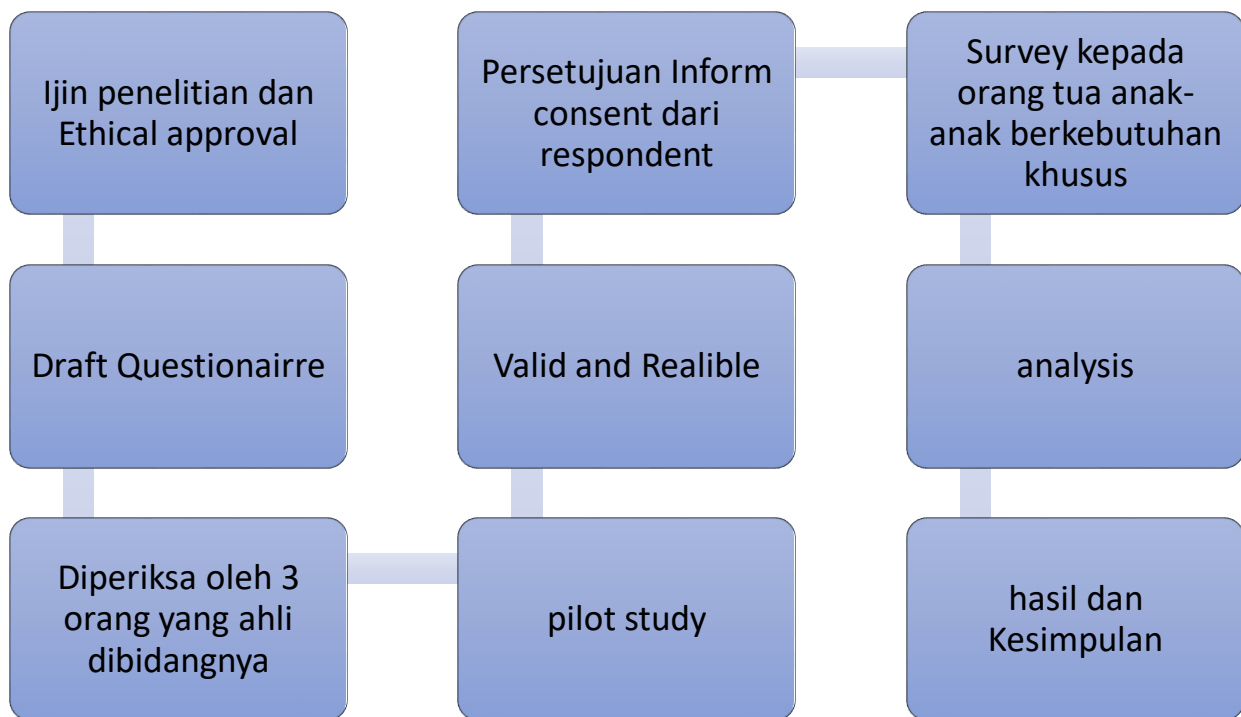 Ijin penelitian dan
Ethical approval
Draft Questionairre
Diperiksa oleh 3
orang yang ahli
dibidangnya
pilot study
Valid and Realible
Persetujuan Inform
consent dari
respondent
Survey kepada
orang tua anak-
anak berkebutuhan
khusus
analysis
hasil dan
Kesimpulan